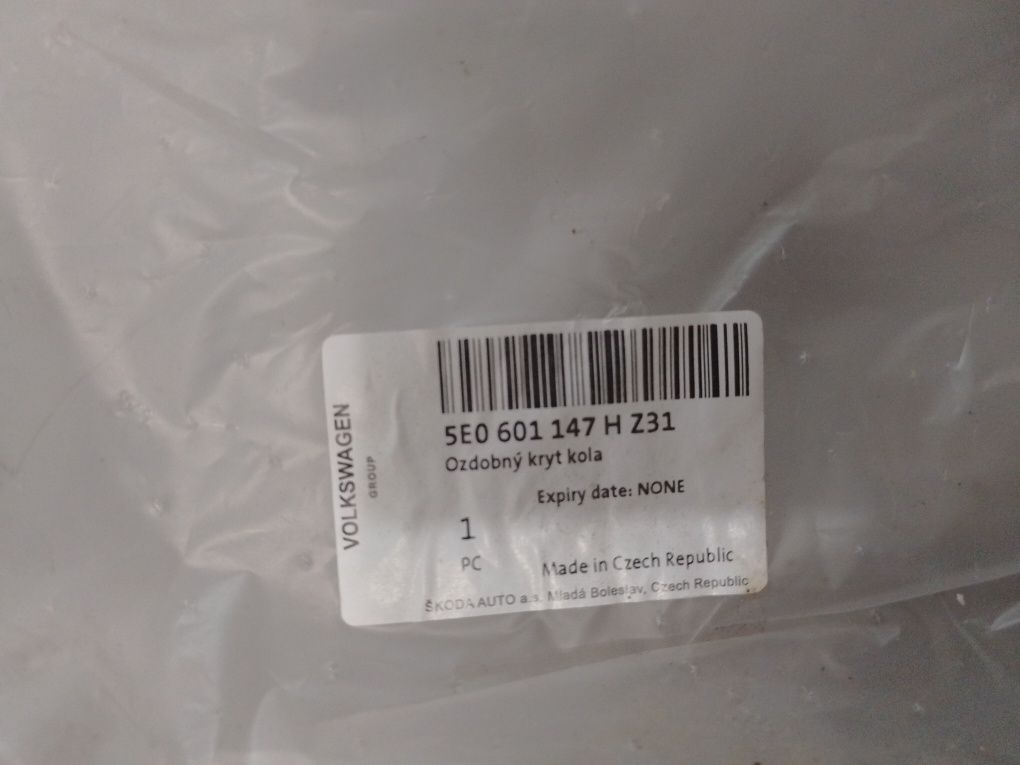 VOLKSWAGEN
GROUP
5E0 601 147 H Z31
Ozdobný kryt kola
Expiry date: NONE
1
PC
Made in Czech Republic
ŠKODA AUTO a.s. Mladá Boleslav, Czech Republic